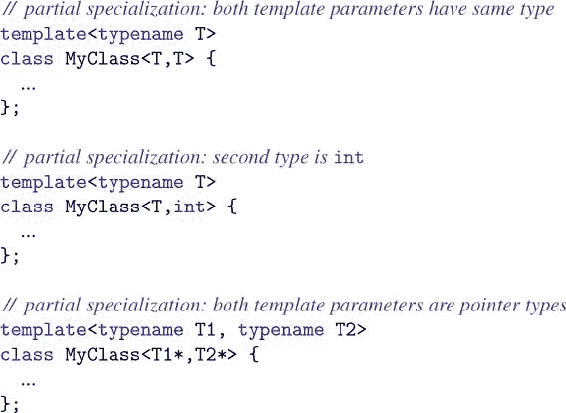 // partial specialization: both template parameters have same type
template<typename T>
class MyClass<T,T> {
...
};
// partial specialization: second type is int
template<typename T>
class MyClass<T,int> {
...
};
// partial specialization: both template parameters are pointer types
template<typename T1, typename T2>
class MyClass<T1*,T2*> {
...
};